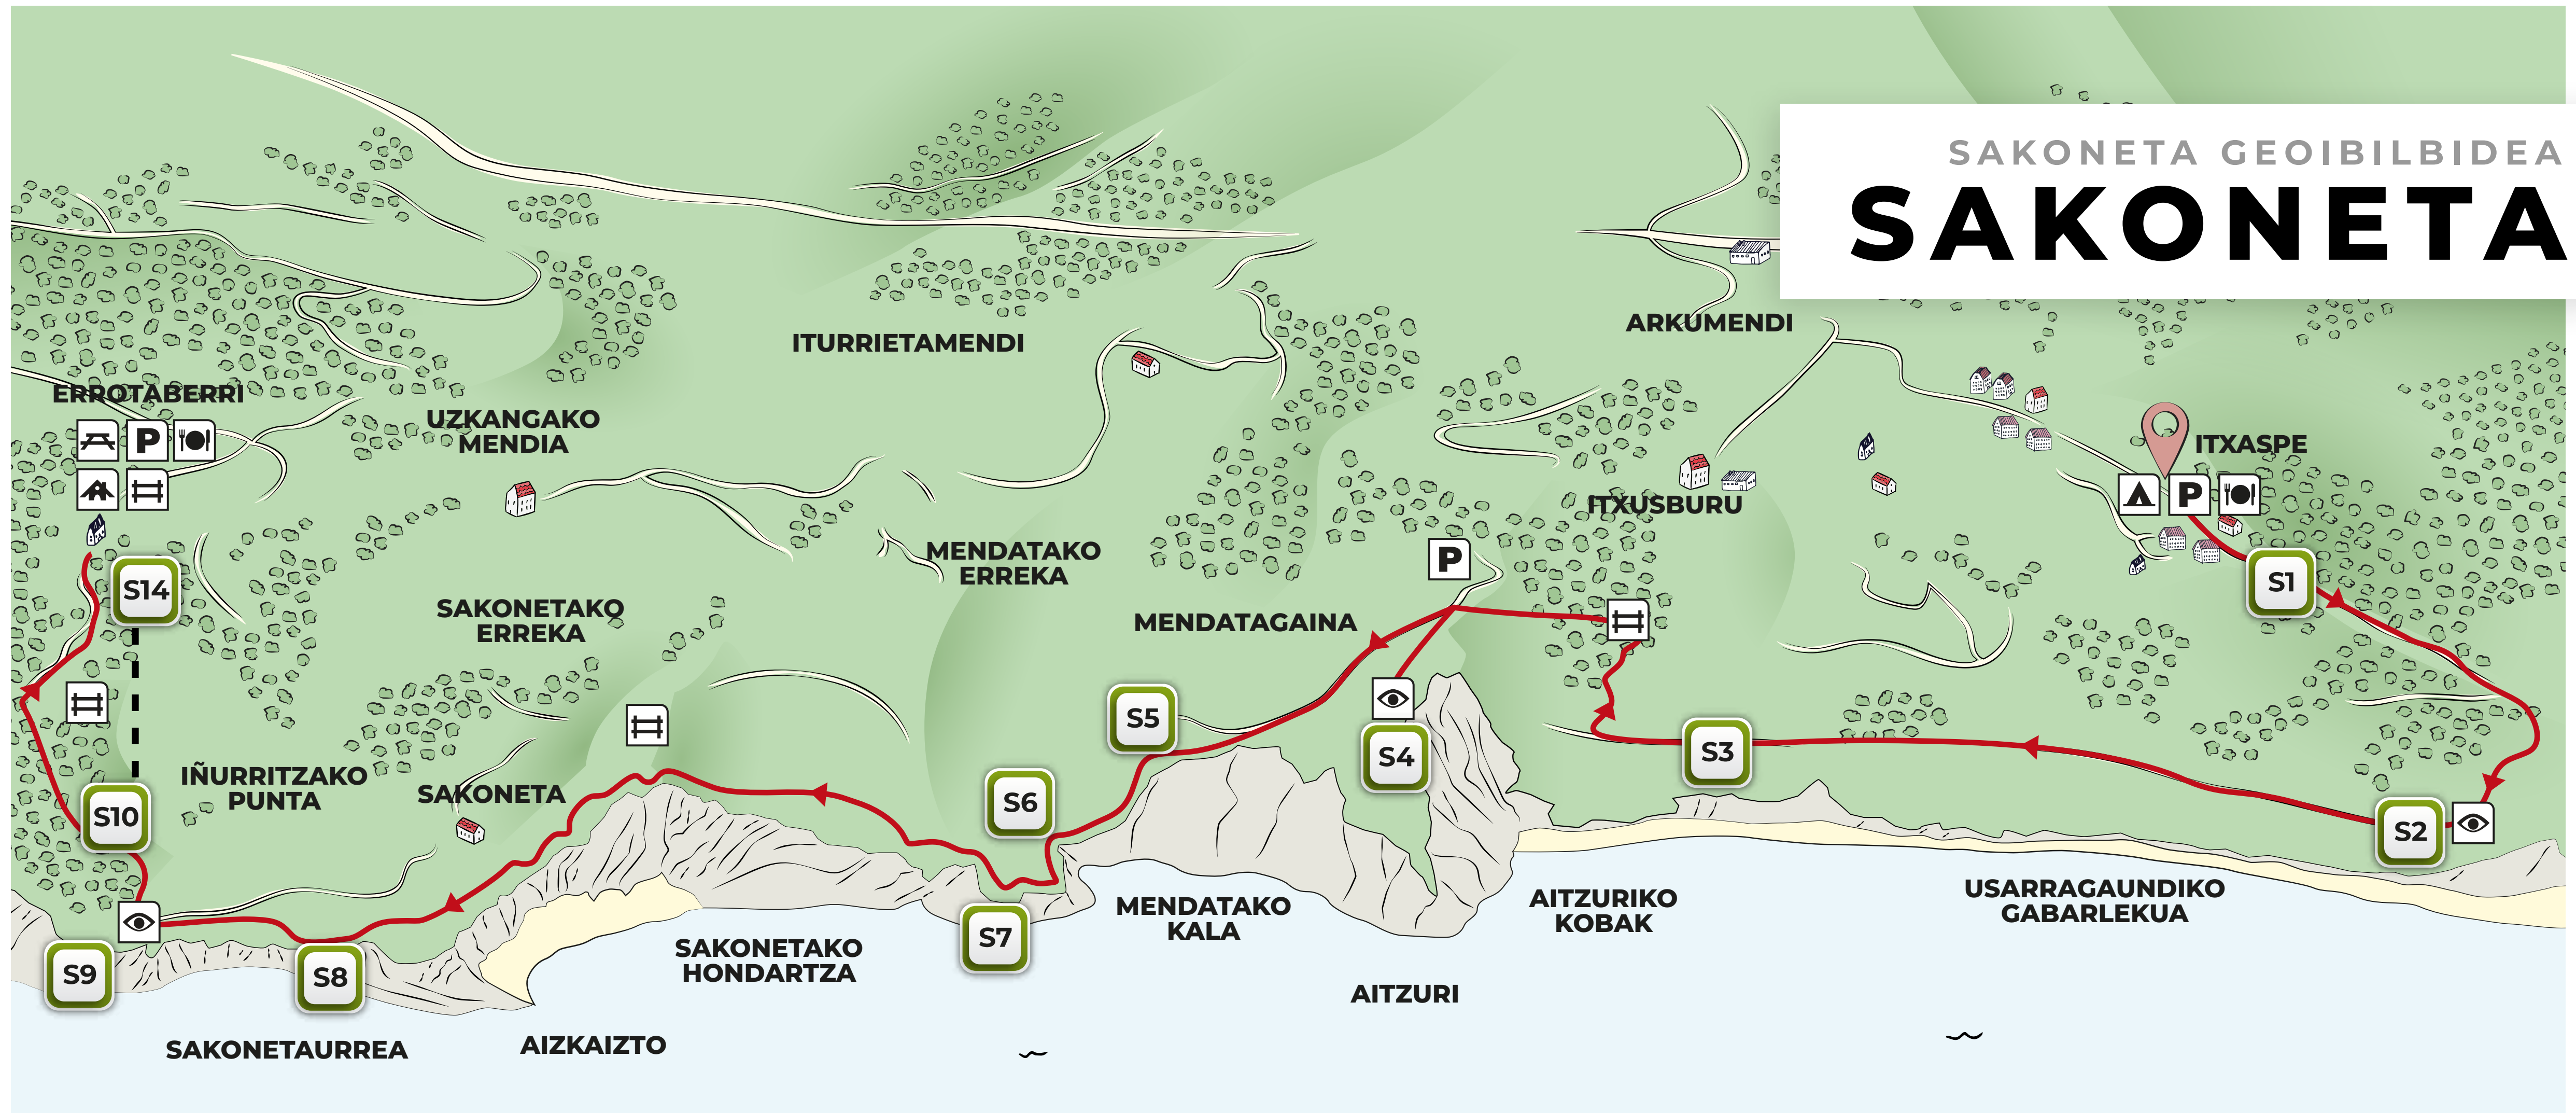 SAKONETA GEOIBILBIDEA
SAKONETA
ARKUMENDI
ITURRIETAMENDI
ERROTABERRI
P
UZKANGAKO
MENDIA
ITXASPE
P
ITXUSBURU
MENDATAKO
ERREKA
P
S14
S1
SAKONETAKO
ERREKA
MENDATAGAINA
S5
S4
S3
IÑURRITZAKO
PUNTA
SAKONETA
S6
S10
S2
USARRAGAUNDIKO
GABARLEKUA
AITZURIKO
KOBAK
MENDATAKO
KALA
S7
SAKONETAKO
HONDARTZA
S9
S8
AITZURI
SAKONETAURREA
AIZKAIZTO